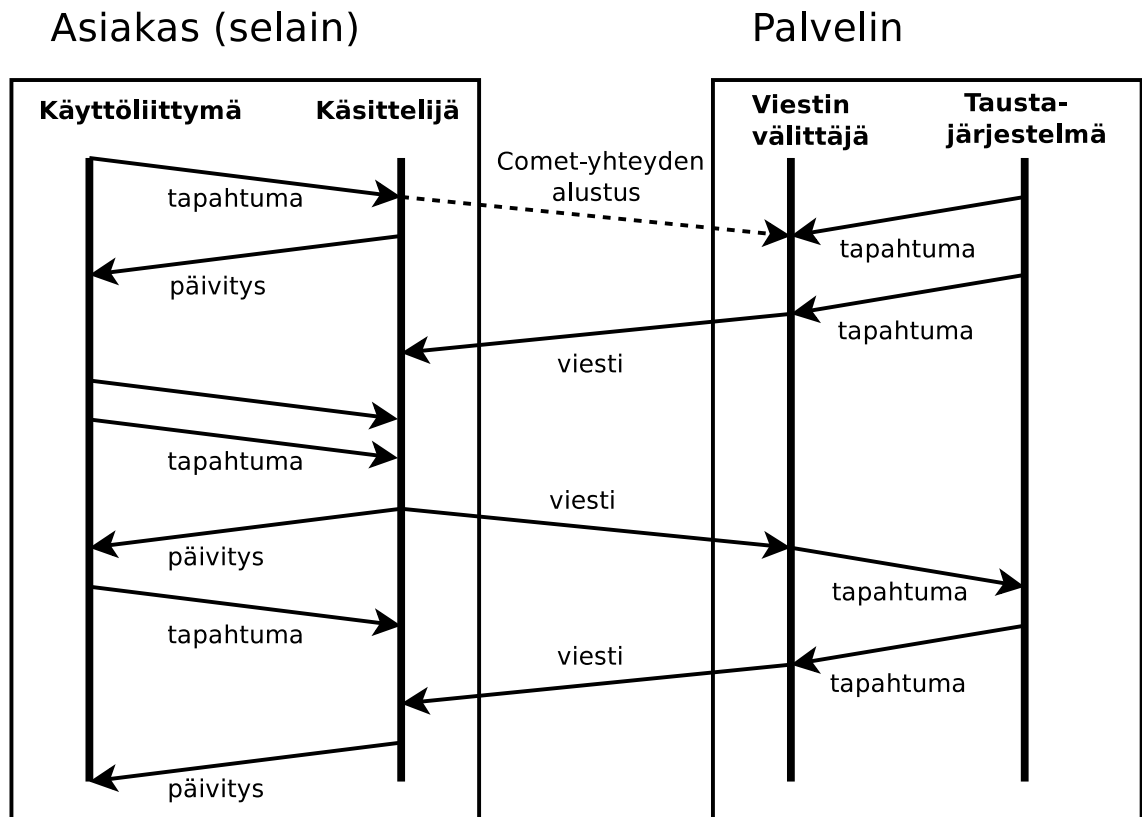 Asiakas (selain)
Palvelin
Käyttöliittymä
Käsittelijä
Viestin
välittäjä
Tausta-
järjestelmä
Comet-yhteyden
alustus
tapahtuma
tapahtuma
päivitys
tapahtuma
viesti
tapahtuma
viesti
päivitys
tapahtuma
tapahtuma
viesti
tapahtuma
päivitys